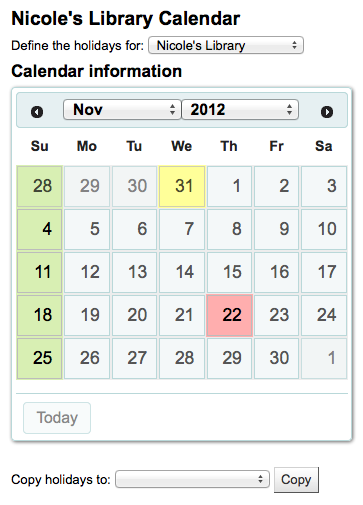 Nicole's Library Calendar
Define the holidays for: Nicole's Library
Calendar information
Nov 2012
Su Mo Tu We Th Fr Sa
28 29 30 31 1 2 3
4 5 6 7 8 9 10
11 12 13 14 15 16 17
18 19 20 21 22 23 24
25 26 27 28 29 30 1
Today
Copy holidays to: Copy